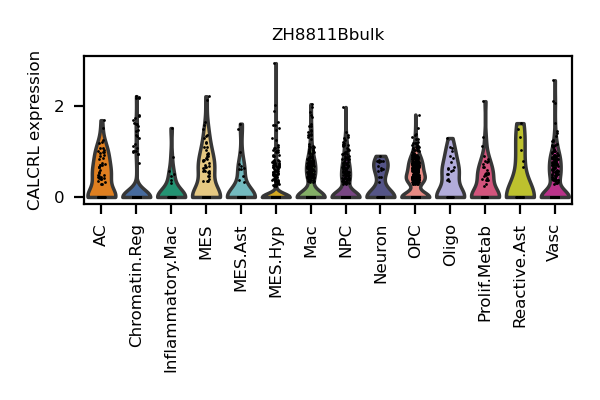 ZH8811Bbulk
CALCRL expression
2
0
AC
Chromatin.Reg
Inflammatory.Mac
MES
MES.Ast
MES.Hyp
Mac
NPC
Neuron
OPC
Oligo
Prolif.Metab
Reactive.Ast
Vasc